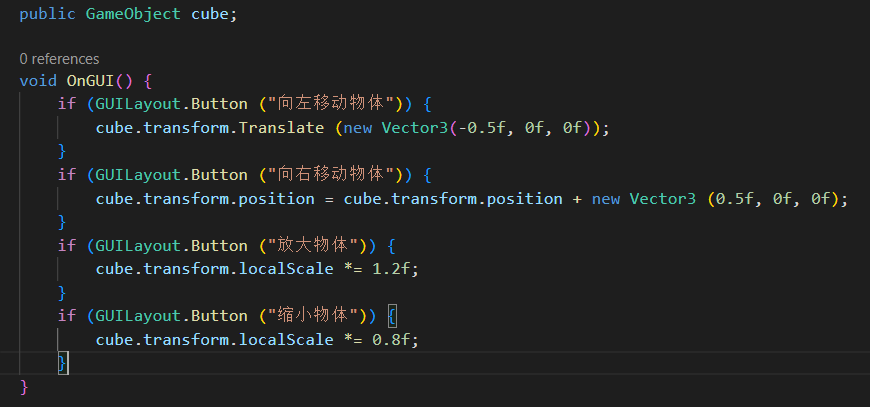 public GameObject cube;
0 references
void OnGUI() {
if (GUILayout.Button ("向左移动物体")) {
cube.transform.Translate (new Vector3(-0.5f, 0f, 0f));
}
if (GUILayout.Button ("向右移动物体")) {
cube.transform.position = cube.transform.position + new Vector3 (0.5f, 0f, 0f);
}
if (GUILayout.Button ("放大物体")) {
cube.transform.localScale *= 1.2f;
}
if (GUILayout.Button ("缩小物体")) {
cube.transform.localScale *= 0.8f;
}
}